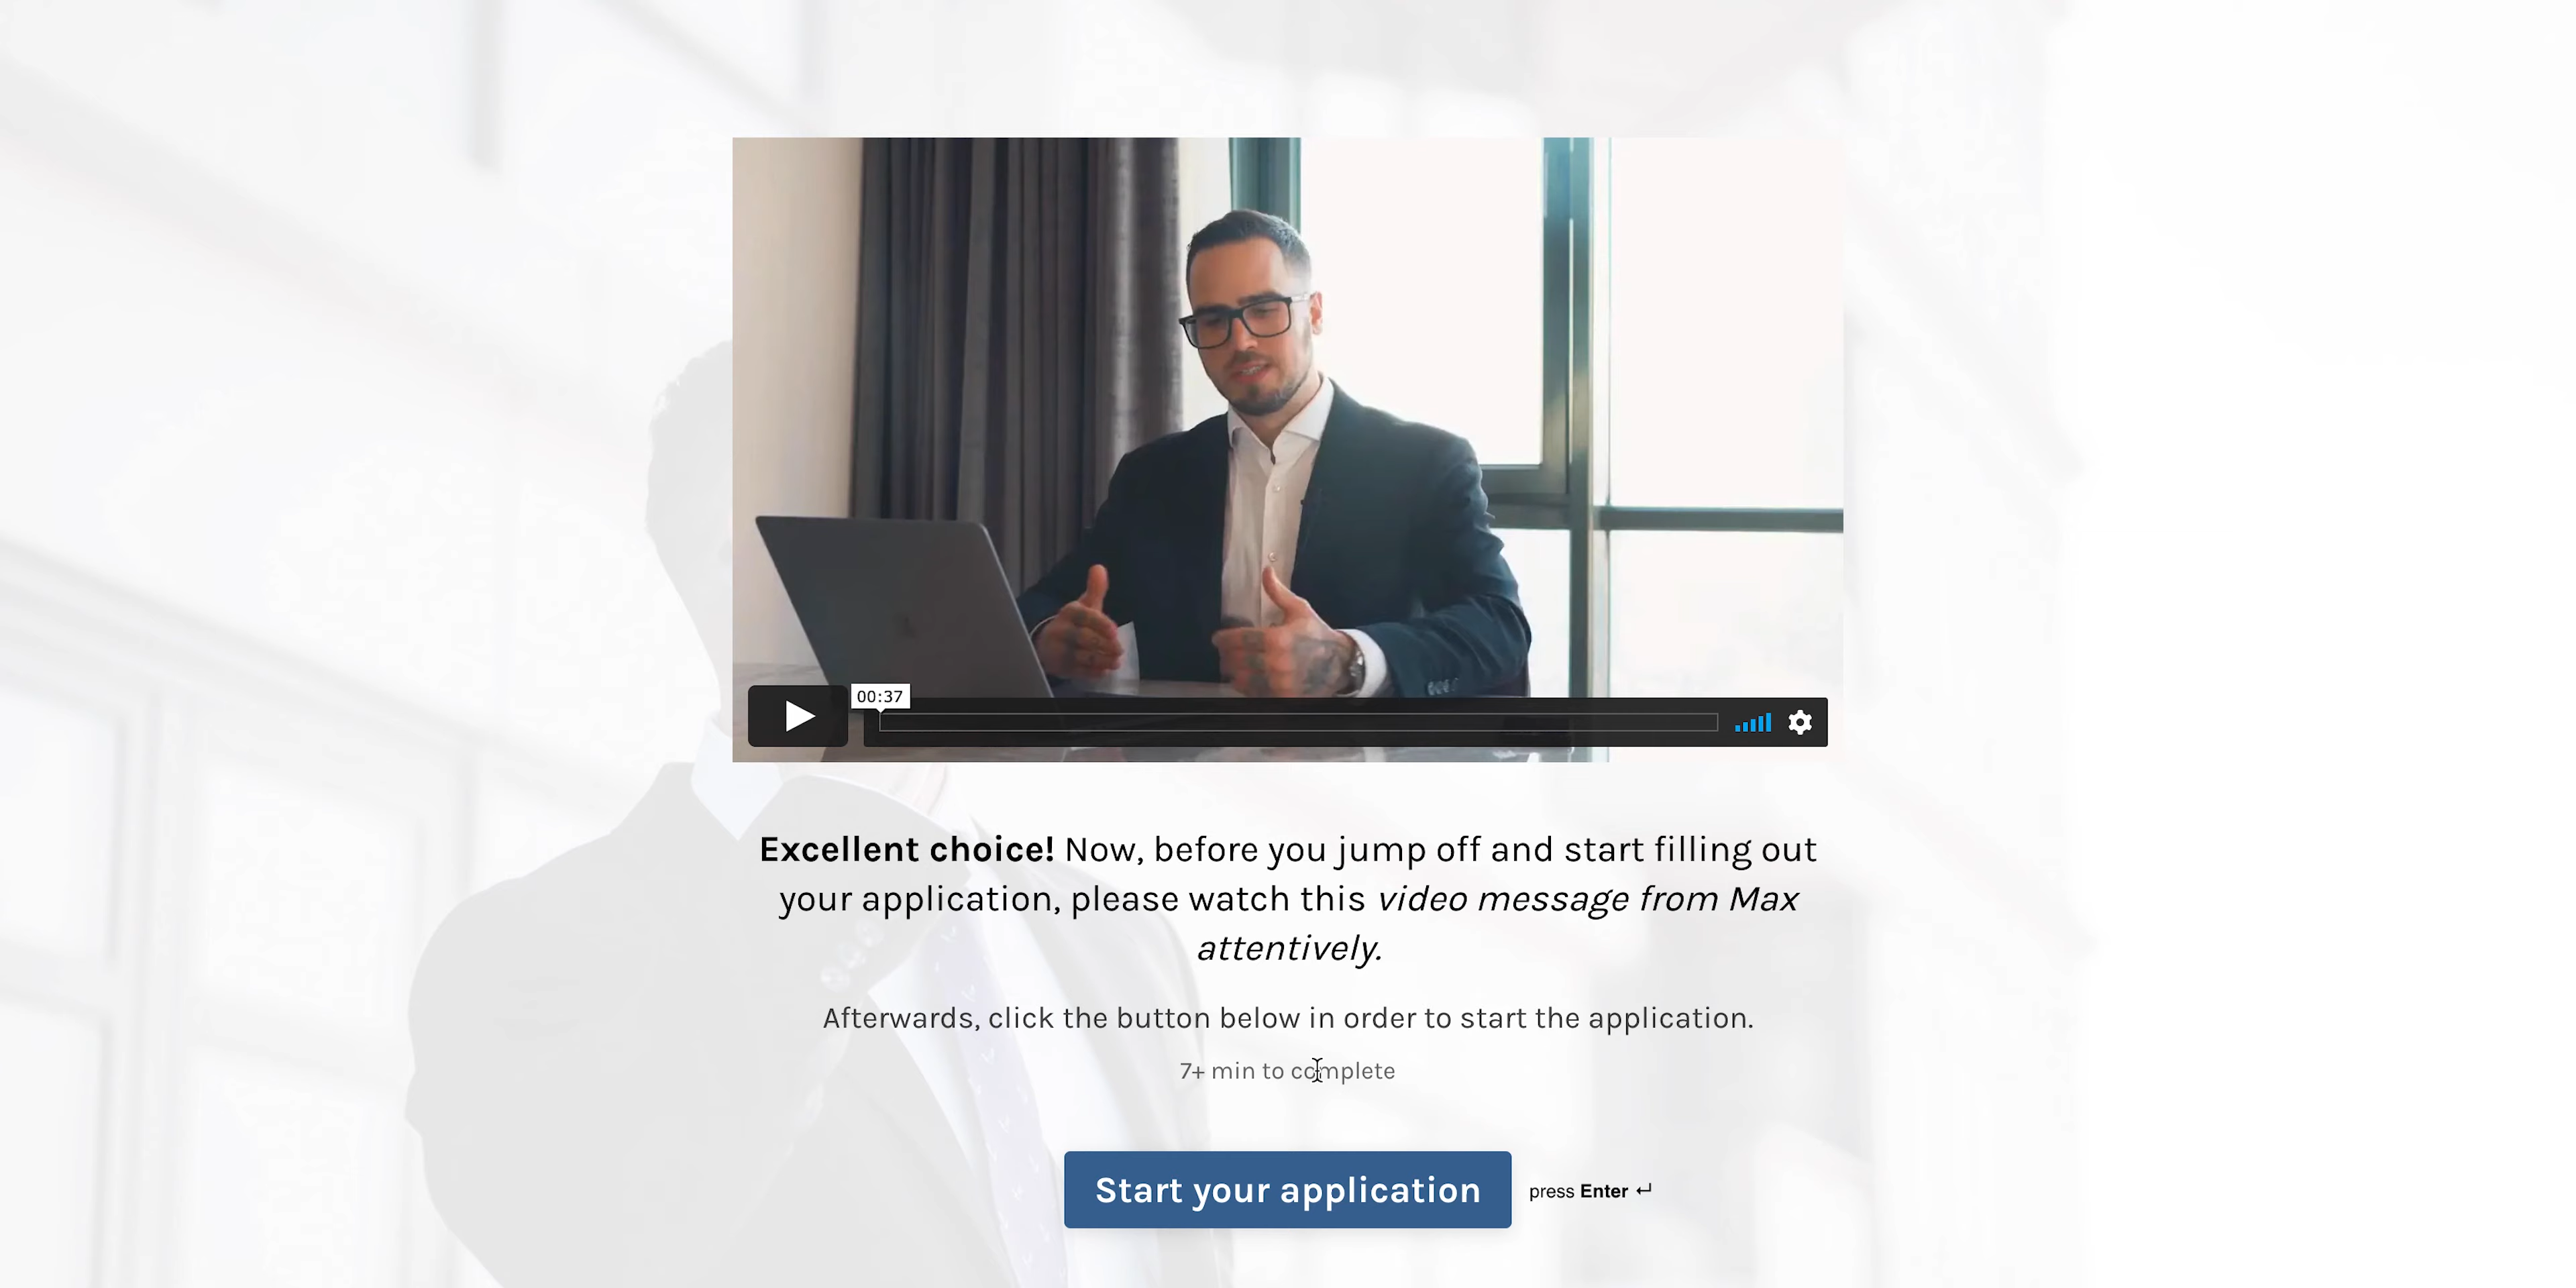 00:37
Excellent choice! Now, before you jump off and start filling out
your application, please watch this video message from Max
attentively.
Afterwards, click the button below in order to start the application.
7+ min to complete
Start your application
press Enter ↵